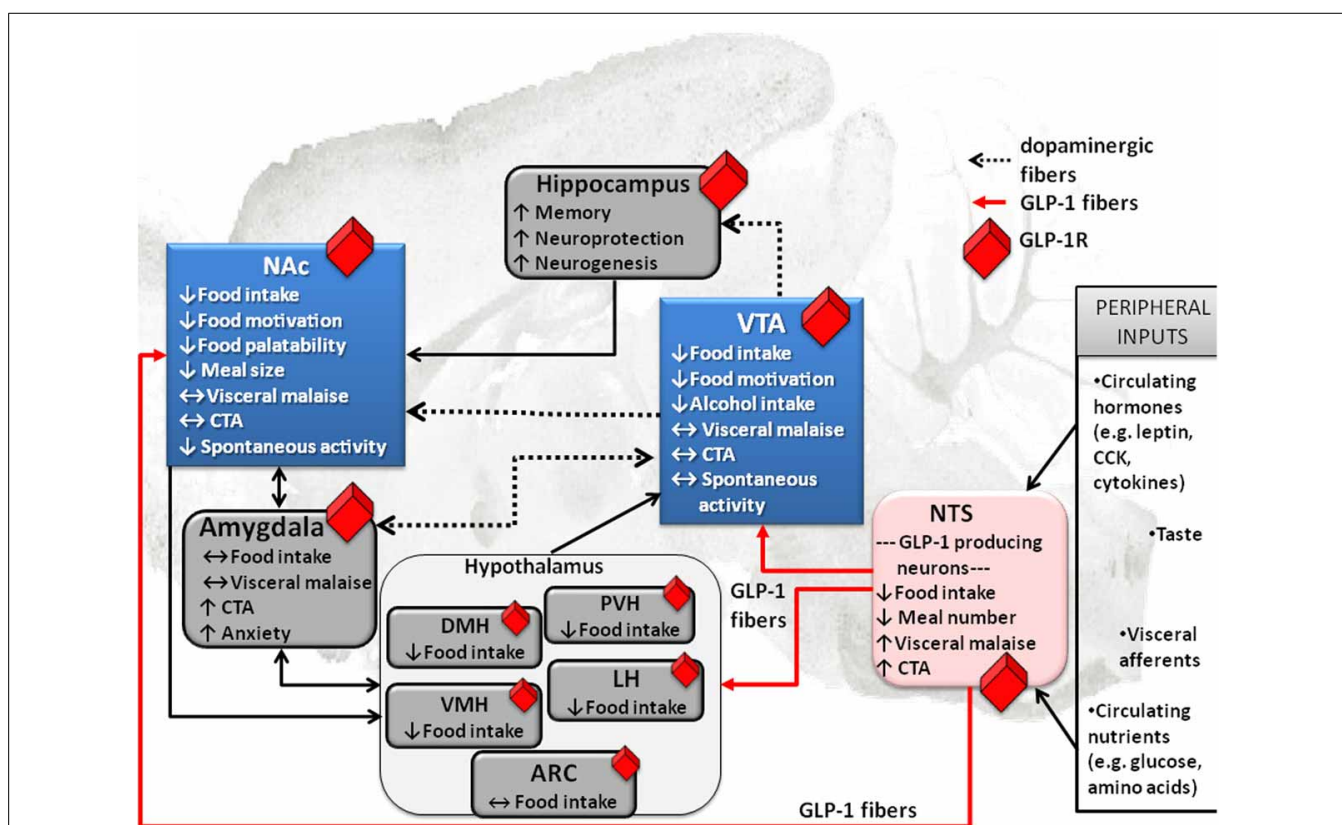 dopaminergic
fibers
GLP-1 fibers
GLP-1R
Hippocampus
↑ Memory
↑ Neuroprotection
↑ Neurogenesis
NAc
↓Food intake
↓Food motivation
↓Food palatability
↓ Meal size
↔Visceral malaise
↔ CTA
↓ Spontaneous activity
VTA
↓Food intake
↓Food motivation
↓Alcohol intake
↔ Visceral malaise
↔ CTA
↔ Spontaneous
activity
PERIPHERAL
INPUTS
•Circulating
hormones
(e.g. leptin,
CCK,
cytokines)
•Taste
•Visceral
afferents
•Circulating
nutrients
(e.g. glucose,
amino acids)
NTS
--- GLP-1 producing
neurons---
↓ Food intake
↓ Meal number
↑ Visceral malaise
↑ CTA
Amygdala
↔Food intake
↔Visceral malaise
↑ CTA
↑ Anxiety
Hypothalamus
PVH
↓Food intake
DMH
↓Food intake
LH
↓Food intake
VMH
↓Food intake
ARC
↔ Food intake
GLP-1
fibers
GLP-1 fibers